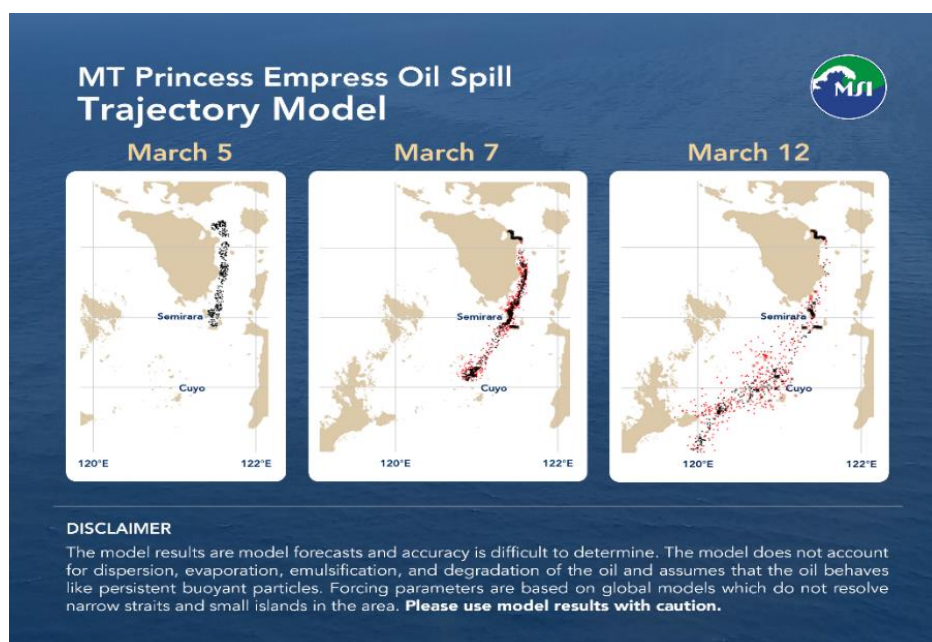 MT Princess Empress Oil Spill
Trajectory Model
MSI
March 5
March 7
March 12
Semirara
Cuyo
120°E
122°E
Semirara
Cuyo
120°E
122°E
Semirara
Cuyo
120°E
122°E
DISCLAIMER
The model results are model forecasts and accuracy is difficult to determine. The model does not account
for dispersion, evaporation, emulsification, and degradation of the oil and assumes that the oil behaves
like persistent buoyant particles. Forcing parameters are based on global models which do not resolve
narrow straits and small islands in the area. Please use model results with caution.